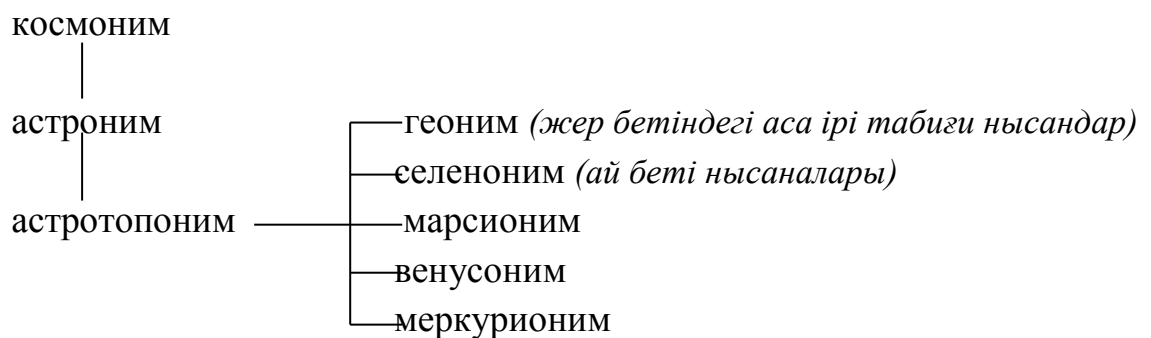 космоним
астроним
геоним (жер бетіндегі аса ірі табиғи нысандар)
селеноним (ай беті нысаналары)
астротопоним
марсионим
венусоним
меркурионим